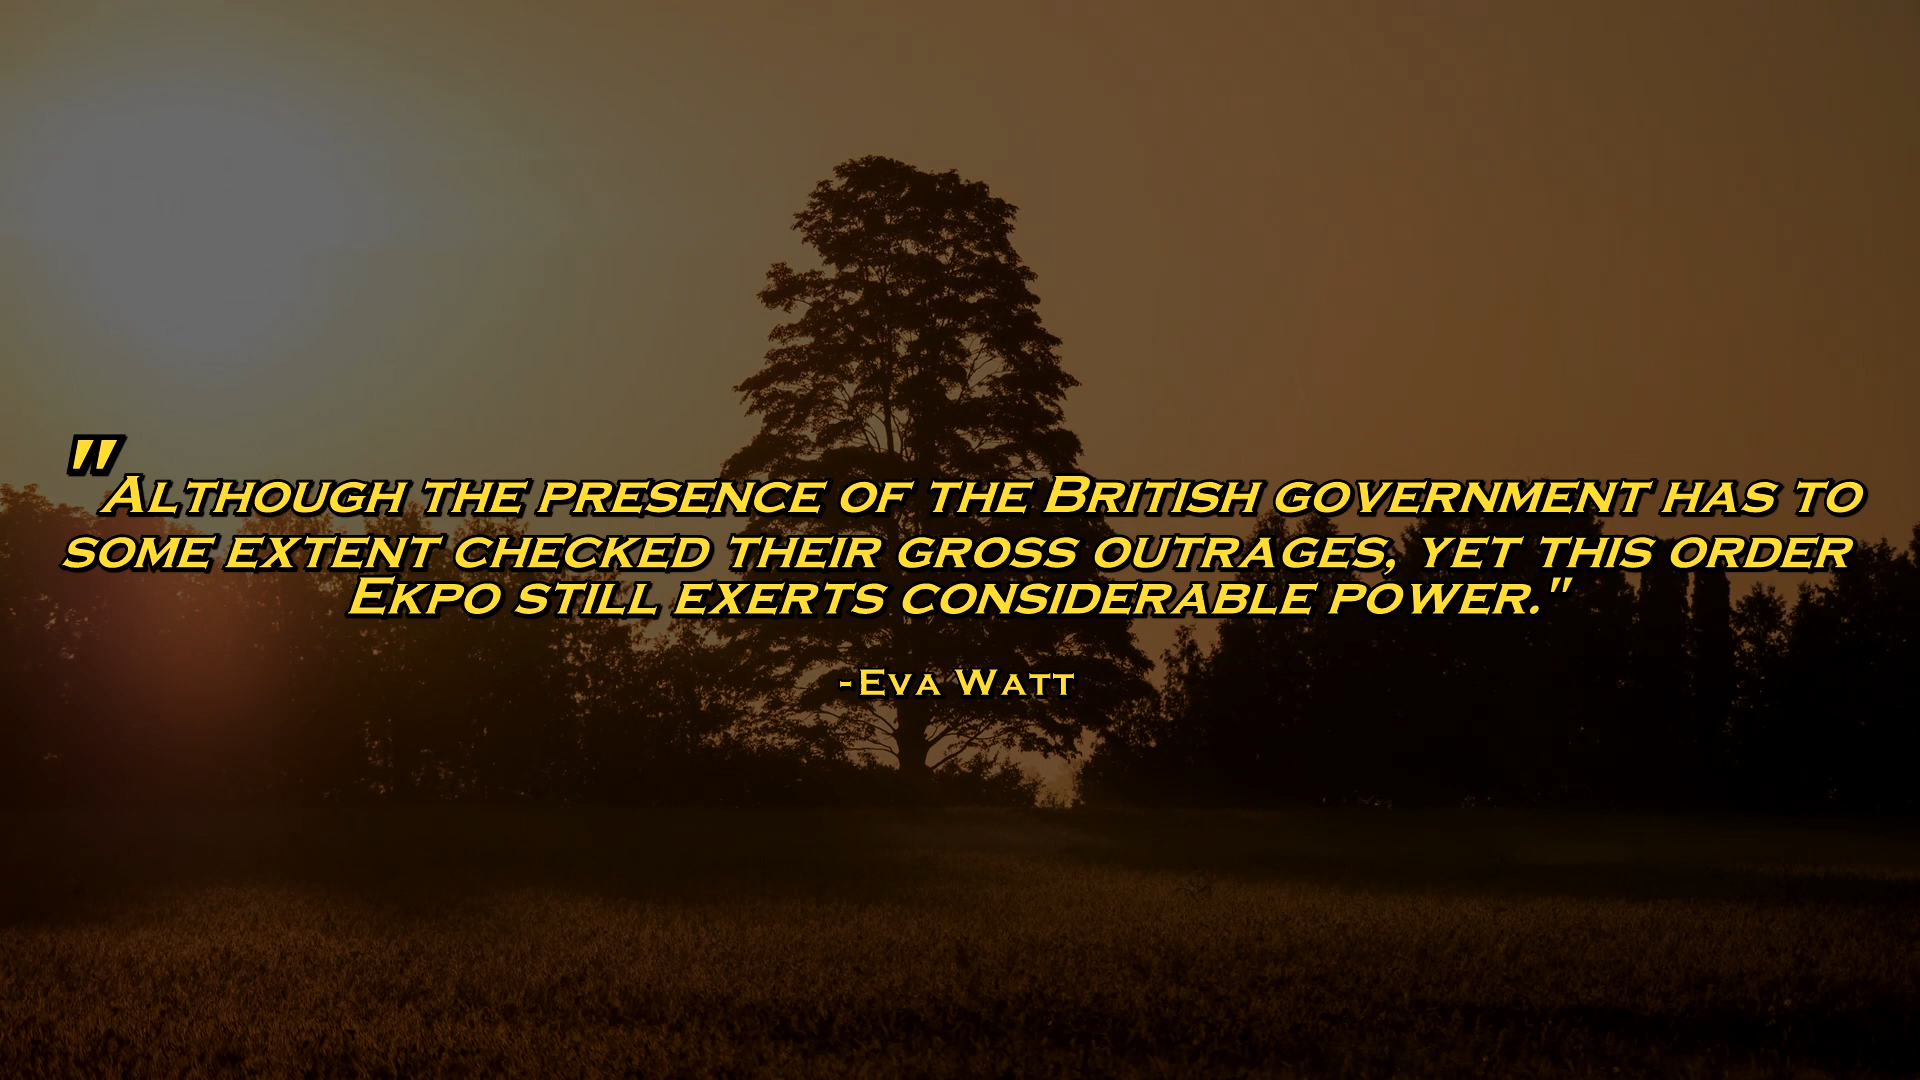 "Although the presence of the British government has to
some extent checked their gross outrages, yet this order
Ekpo still exerts considerable power."
-Eva Watt